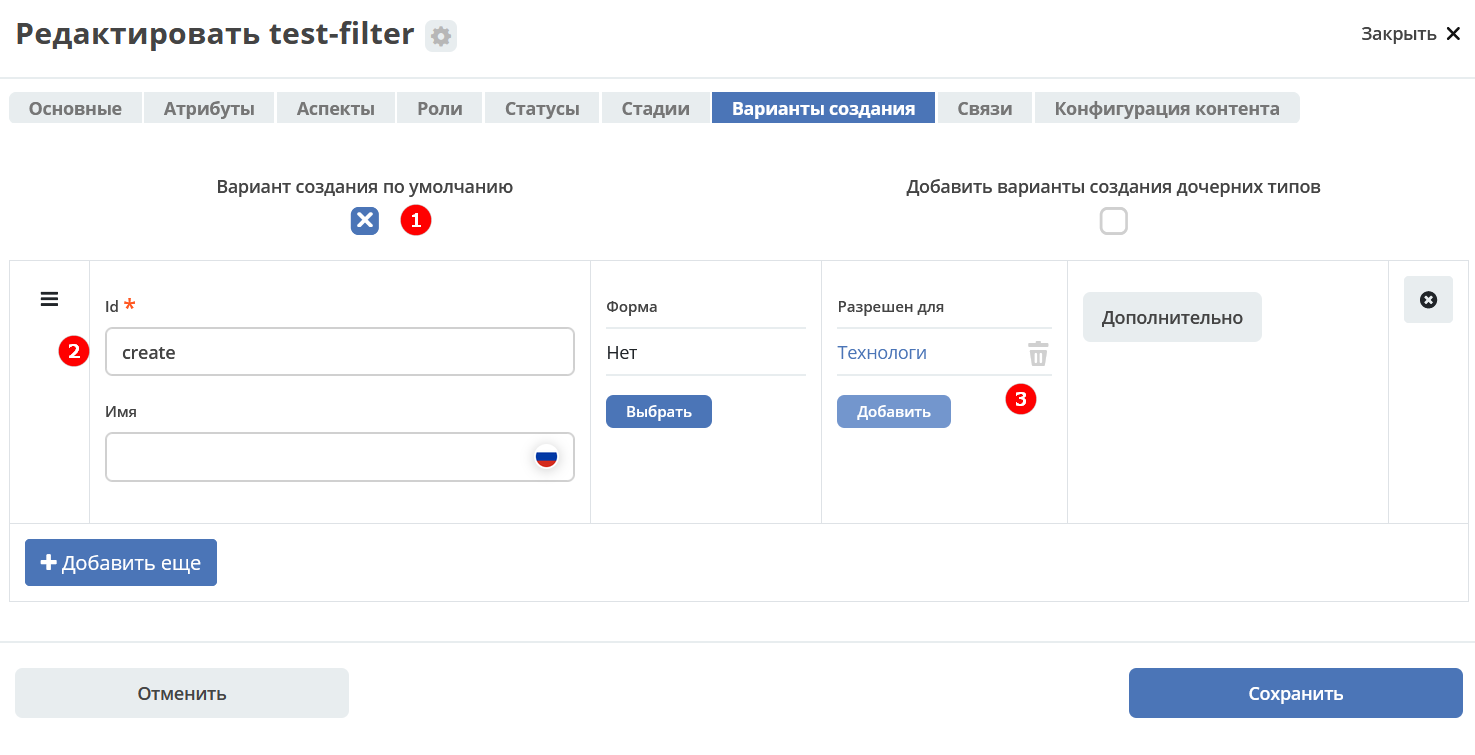 Редактировать test-filter
Закрыть
Основные Атрибуты Аспекты Роли Статусы Стадии Варианты создания Связи Конфигурация контента
Вариант создания по умолчанию
Добавить варианты создания дочерних типов
1
Id *
Форма
Разрешен для
Дополнительно
2
create
Нет
Технологи
3
Имя
Выбрать
Добавить
+ Добавить еще
Отменить
Сохранить